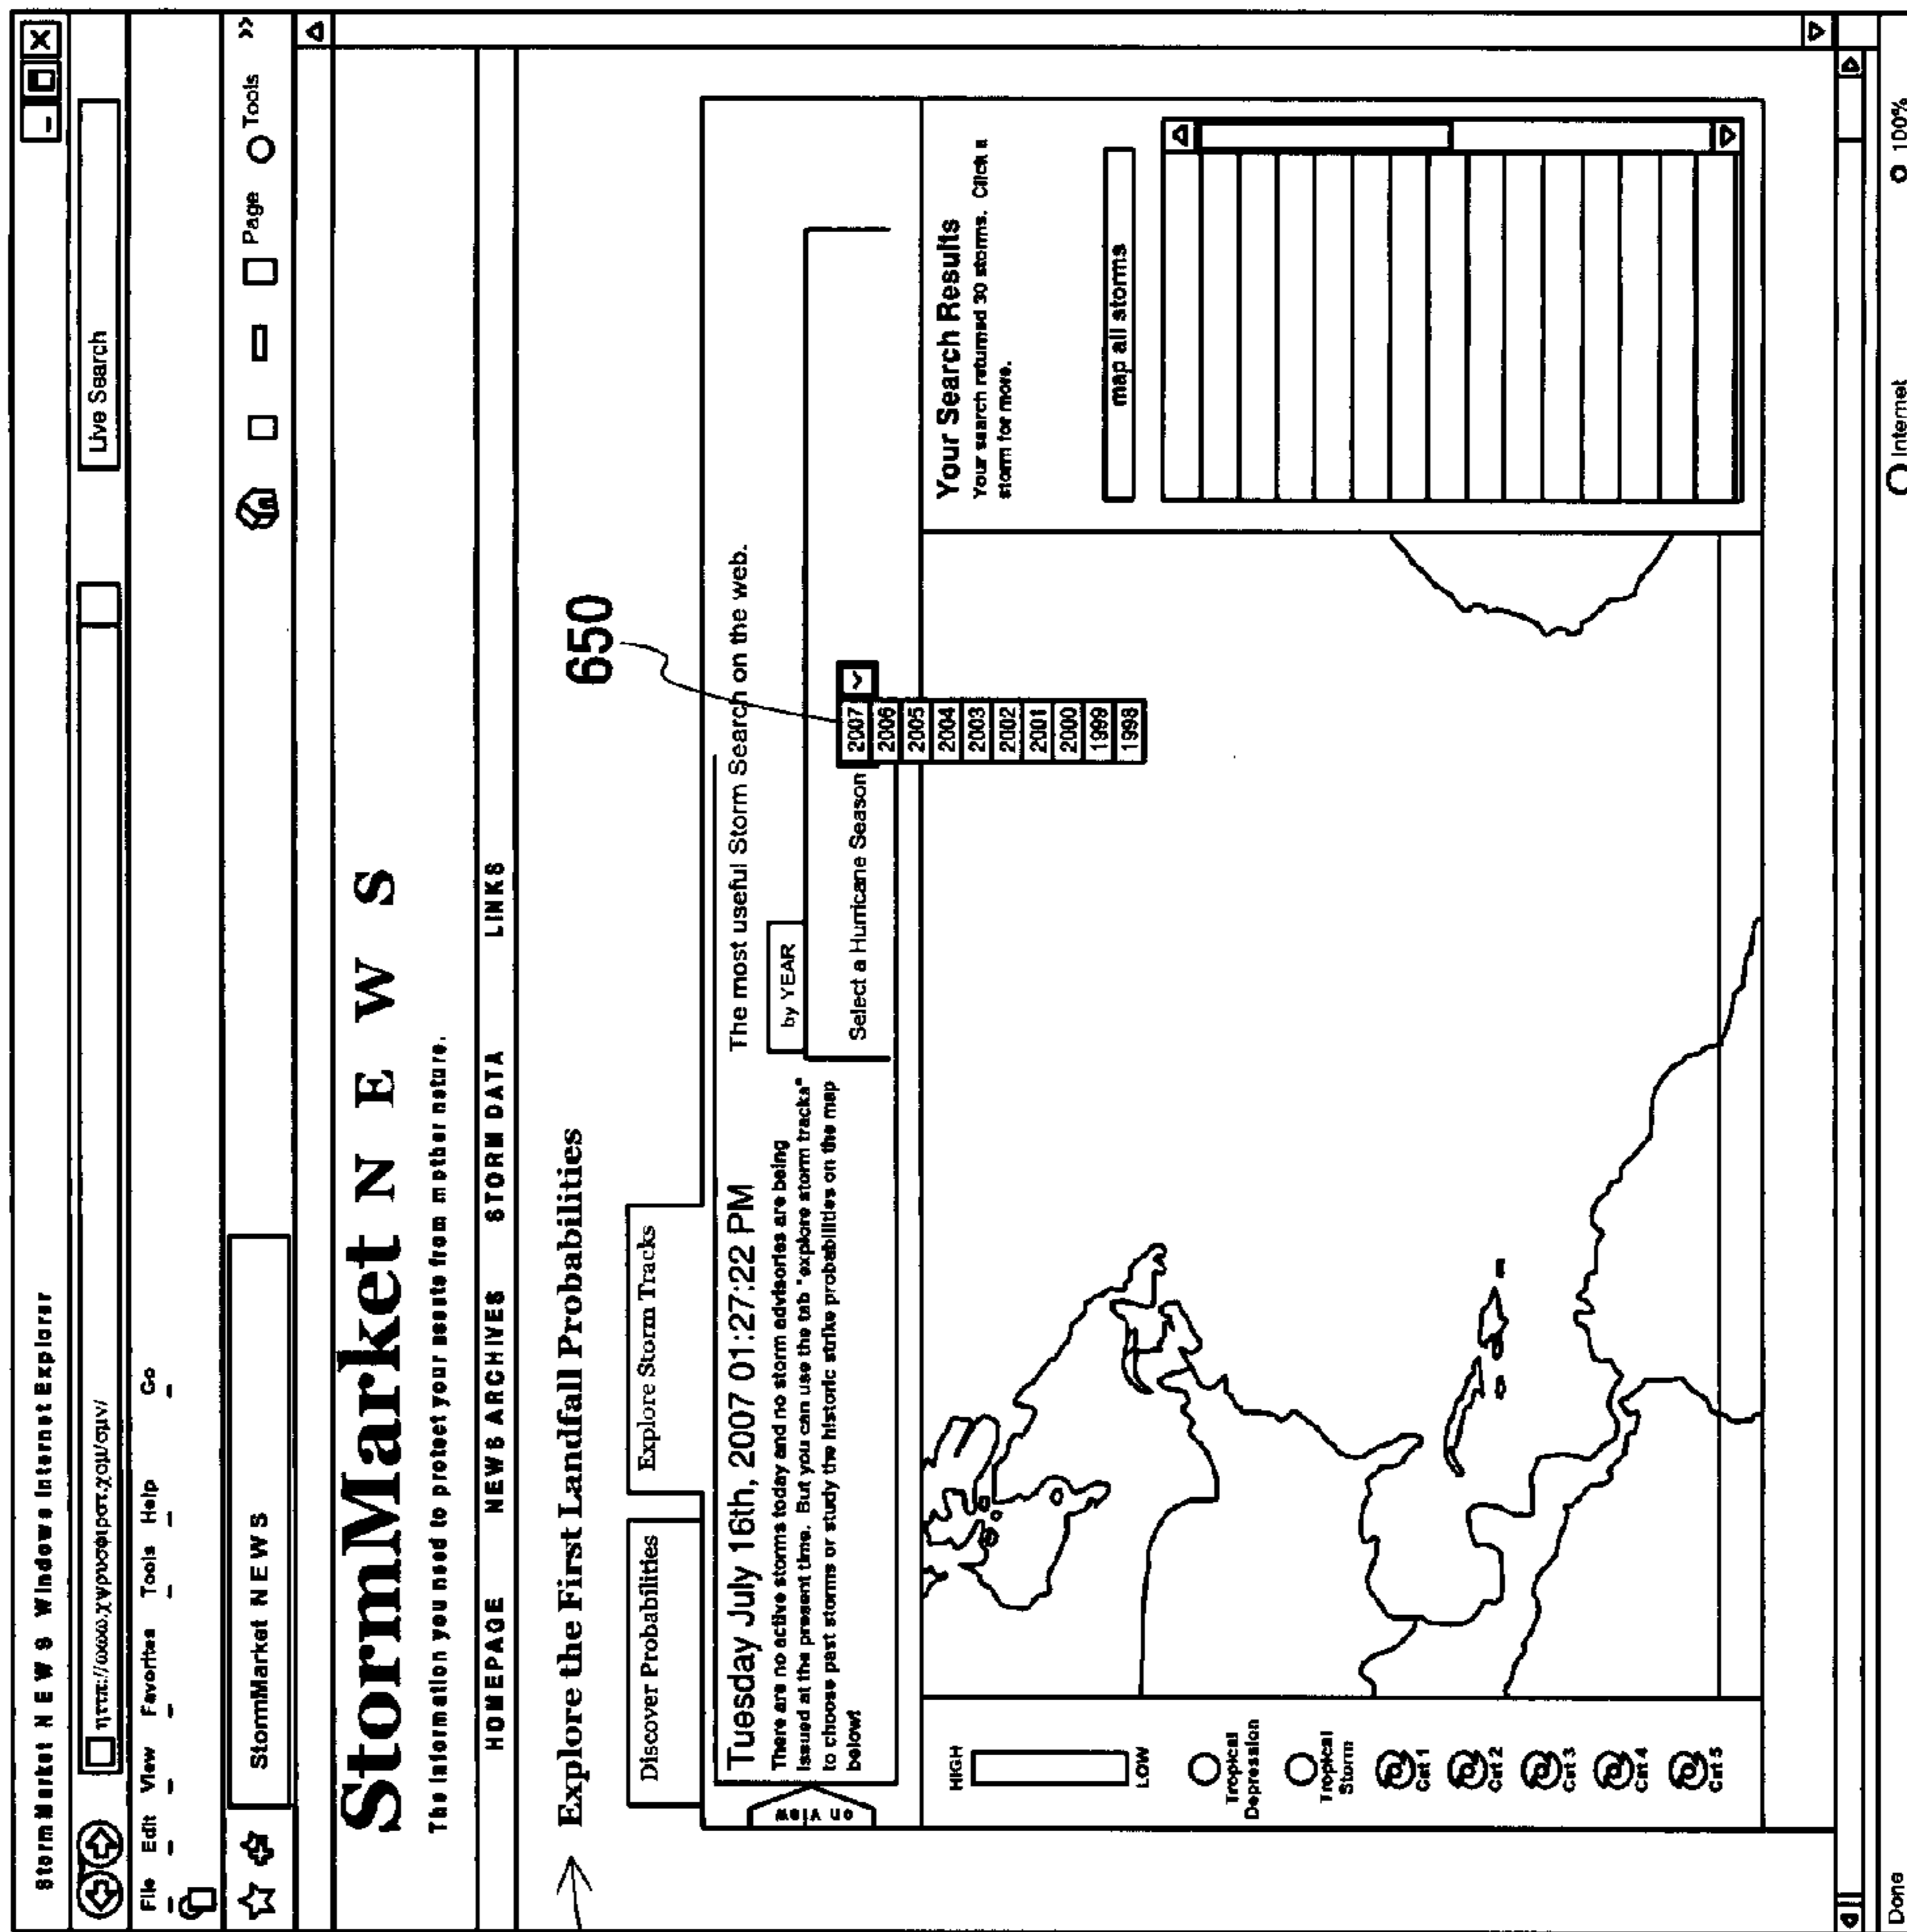 StormMarket N E W S Windows Internet Explorer
ηττπ://ωωω.χωρυσφιρστ.χομ/σμν/
Live Search
File Edit View Favorites Tools Help Go
StormMarket N E W S
Page Tools »
StormMarket N E W S
The information you need to protect your assets from mother nature.
HOMEPAGE NEWS ARCHIVES STORM DATA LINKS
Explore the First Landfall Probabilities
650
Discover Probabilities
Explore Storm Tracks
on view
Tuesday July 16th, 2007 01:27:22 PM
There are no active storms today and no storm advisories are being
issued at the present time. But you can use the tab "explore storm tracks"
to choose past storms or study the historic strike probabilities on the map
below!
The most useful Storm Search on the web.
by YEAR
Select a Hurricane Season
2007
2006
2005
2004
2003
2002
2001
2000
1999
1998
HIGH
LOW
Tropical
Depression
Tropical
Storm
Cat 1
Cat 2
Cat 3
Cat 4
Cat 5
Your Search Results
Your search returned 30 storms. Click a
storm for more.
map all storms
Done
Internet
100%